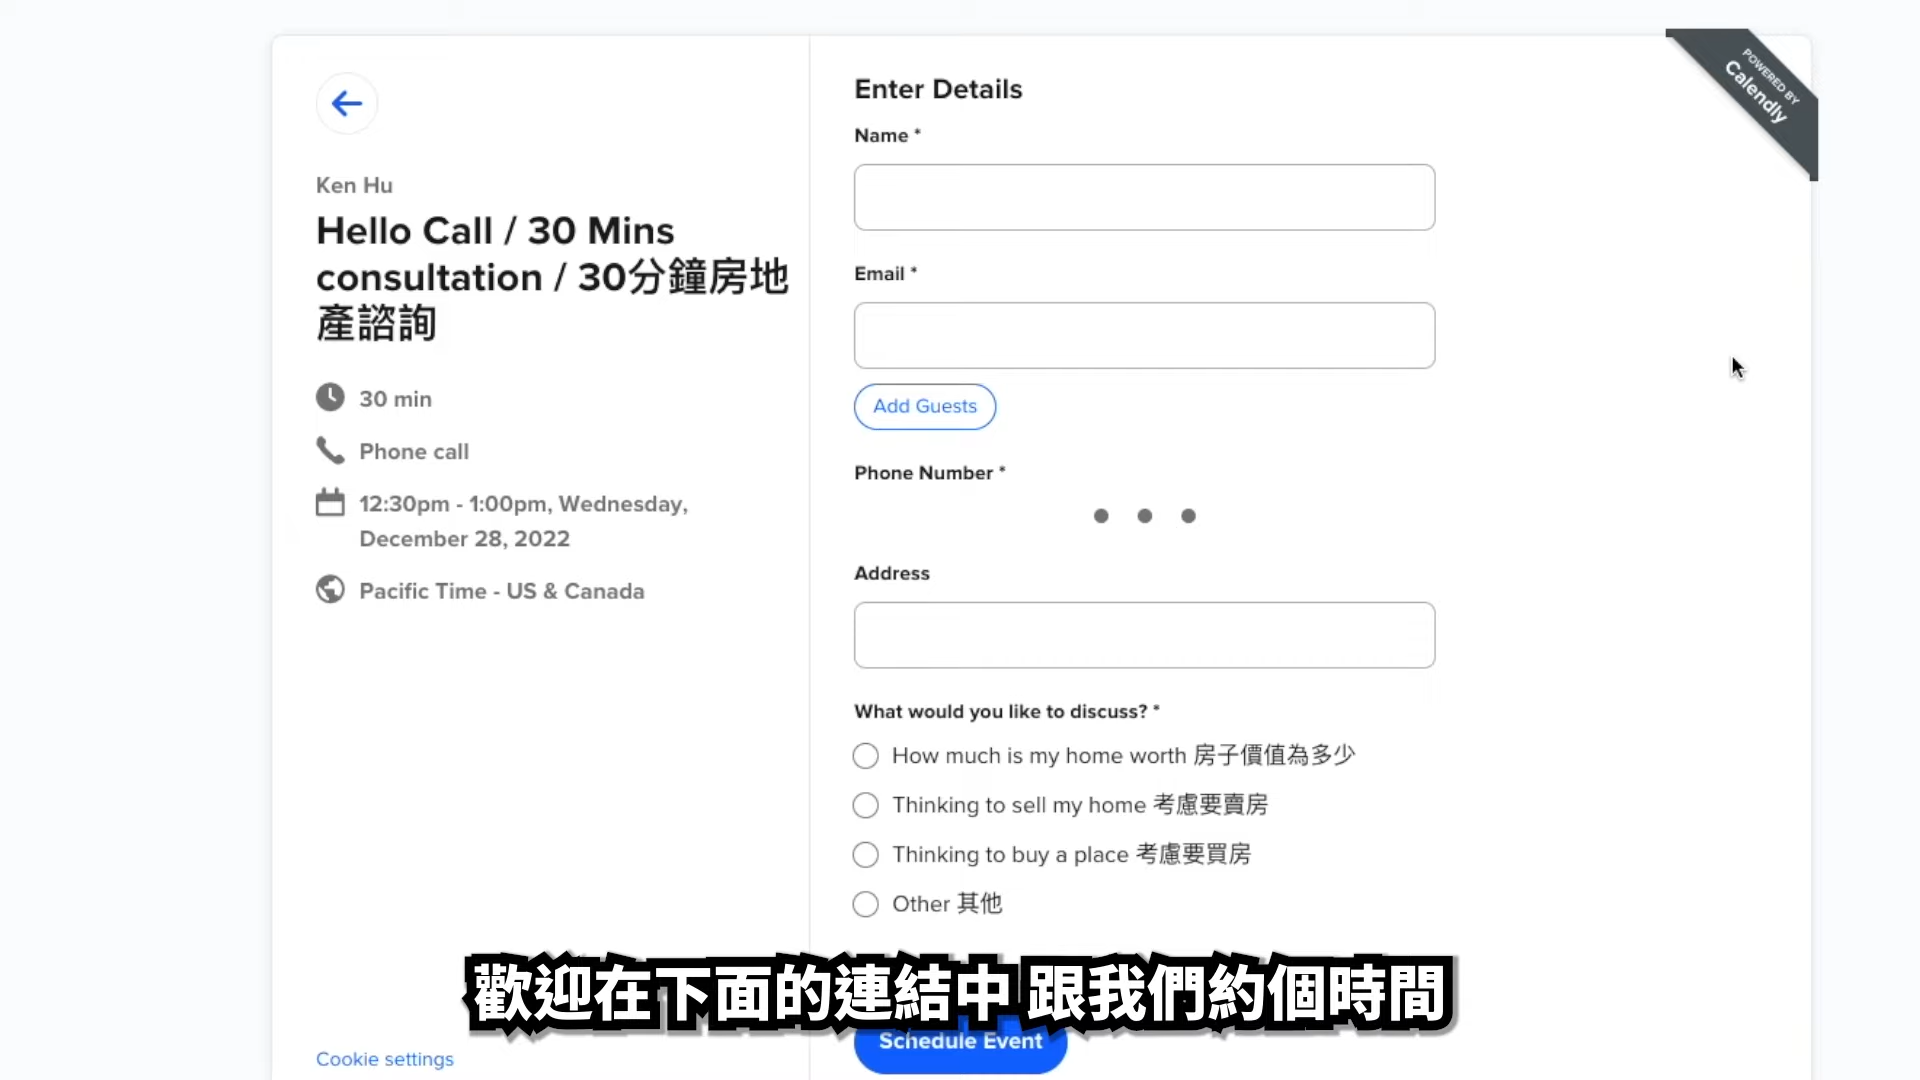 POWERED BY
Calendly
Ken Hu
Hello Call / 30 Mins
consultation / 30分鐘房地
產諮詢
30 min
Phone call
12:30pm - 1:00pm, Wednesday,
December 28, 2022
Pacific Time - US & Canada
Cookie settings
Enter Details
Name *
Email *
Add Guests
Phone Number *
Address
What would you like to discuss? *
How much is my home worth 房子價值為多少
Thinking to sell my home 考慮要賣房
Thinking to buy a place 考慮要買房
Other 其他
歡迎在下面的連結中 跟我們約個時間
Schedule Event